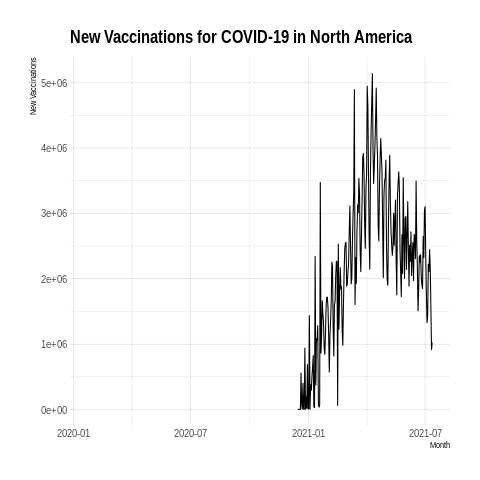 New Vaccinations for COVID-19 in North America
New Vaccinations
5e+06
4e+06
3e+06
2e+06
1e+06
0e+00
2020-01 2020-07 2021-01 2021-07
Month